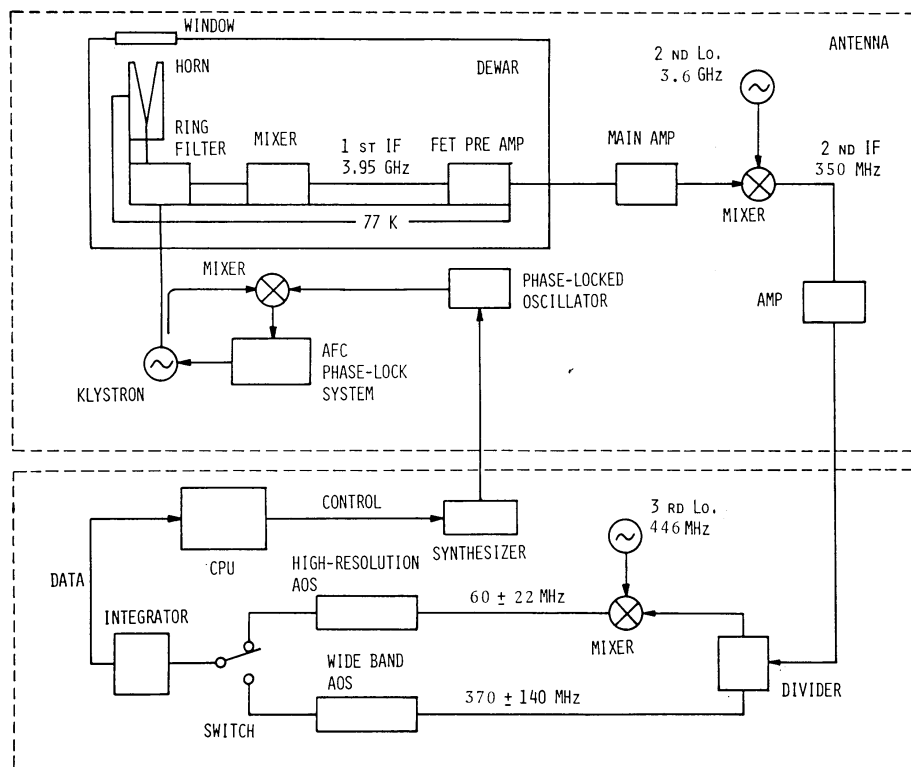 WINDOW
ANTENNA
HORN
DEWAR
2 ND LO.
3.6 GHz
RING
FILTER
MIXER
1 ST IF
3.95 GHz
FET PRE AMP
MAIN AMP
2 ND IF
350 MHz
MIXER
77 K
MIXER
PHASE-LOCKED
OSCILLATOR
AMP
KLYSTRON
AFC
PHASE-LOCK
SYSTEM
CONTROL
3 RD LO.
446 MHz
CPU
SYNTHESIZER
HIGH-RESOLUTION
AOS
DATA
60 ± 22 MHz
INTEGRATOR
MIXER
WIDE BAND
AOS
370 ± 140 MHz
DIVIDER
SWITCH